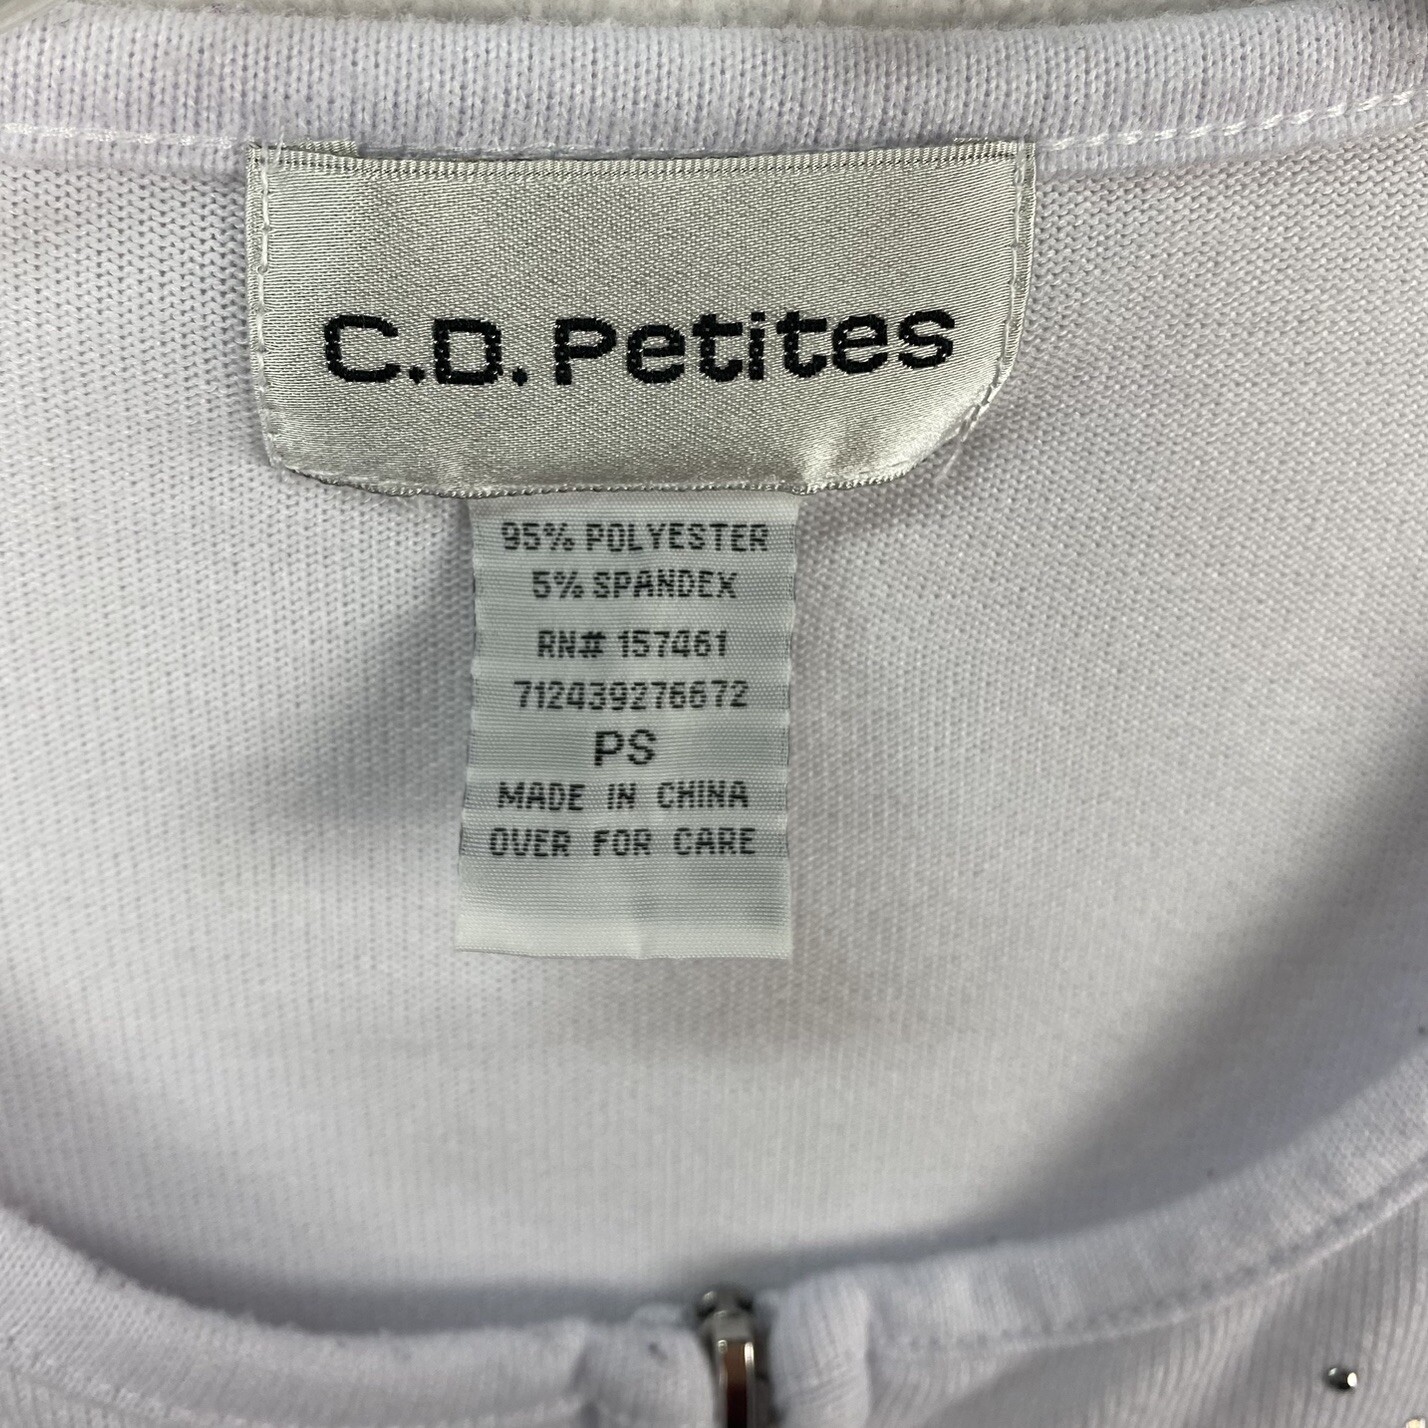 C.D. Petites
95% POLYESTER
5% SPANDEX
RN# 157461
712439276672
PS
MADE IN CHINA
OVER FOR CARE